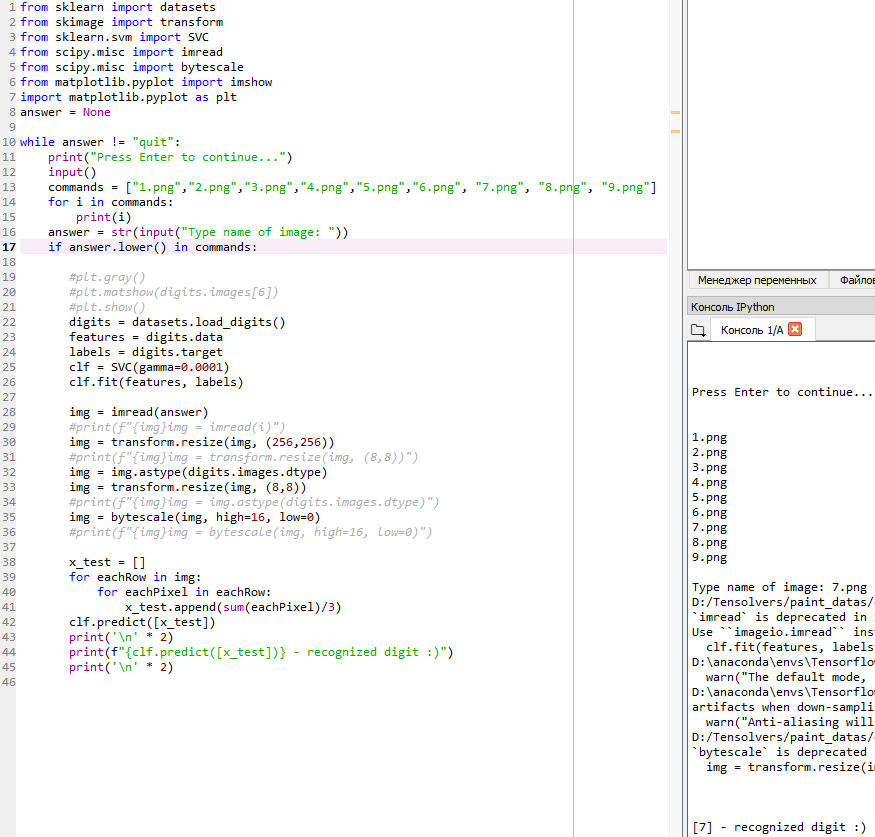 1 from sklearn import datasets
2 from skimage import transform
3 from sklearn.svm import SVC
4 from scipy.misc import imread
5 from scipy.misc import bytescale
6 from matplotlib.pyplot import imshow
7 import matplotlib.pyplot as plt
8 answer = None
9
10 while answer != "quit":
11     print("Press Enter to continue...")
12     input()
13     commands = ["1.png","2.png","3.png","4.png","5.png","6.png", "7.png", "8.png", "9.png"]
14     for i in commands:
15         print(i)
16     answer = str(input("Type name of image: "))
17     if answer.lower() in commands:
18
19        #plt.gray()
20        #plt.matshow(digits.images[6])
21        #plt.show()
22        digits = datasets.load_digits()
23        features = digits.data
24        labels = digits.target
25        clf = SVC(gamma=0.0001)
26        clf.fit(features, labels)
27
28        img = imread(answer)
29        #print(f"{img}img = imread(i)")
30        img = transform.resize(img, (256,256))
31        #print(f"{img}img = transform.resize(img, (8,8))")
32        img = img.astype(digits.images.dtype)
33        img = transform.resize(img, (8,8))
34        #print(f"{img}img = img.astype(digits.images.dtype)")
35        img = bytescale(img, high=16, low=0)
36        #print(f"{img}img = bytescale(img, high=16, low=0)")
37
38        x_test = []
39        for eachRow in img:
40            for eachPixel in eachRow:
41                x_test.append(sum(eachPixel)/3)
42        clf.predict([x_test])
43        print('\n' * 2)
44        print(f"{clf.predict([x_test])} - recognized digit :)")
45        print('\n' * 2)
46
Менеджер переменных
Файлов
Консоль IPython
Консоль 1/A
Press Enter to continue...
1.png
2.png
3.png
4.png
5.png
6.png
7.png
8.png
9.png
Type name of image: 7.png
D:/Tensolvers/paint_datas/
`imread` is deprecated in
Use ``imageio.imread`` ins
clf.fit(features, labels
D:\anaconda\envs\Tensorflo
warn("The default mode,
D:\anaconda\envs\Tensorflo
artifacts when down-sampli
warn("Anti-aliasing will
D:/Tensolvers/paint_datas/
`bytescale` is deprecated
img = transform.resize(i
[7] - recognized digit :)